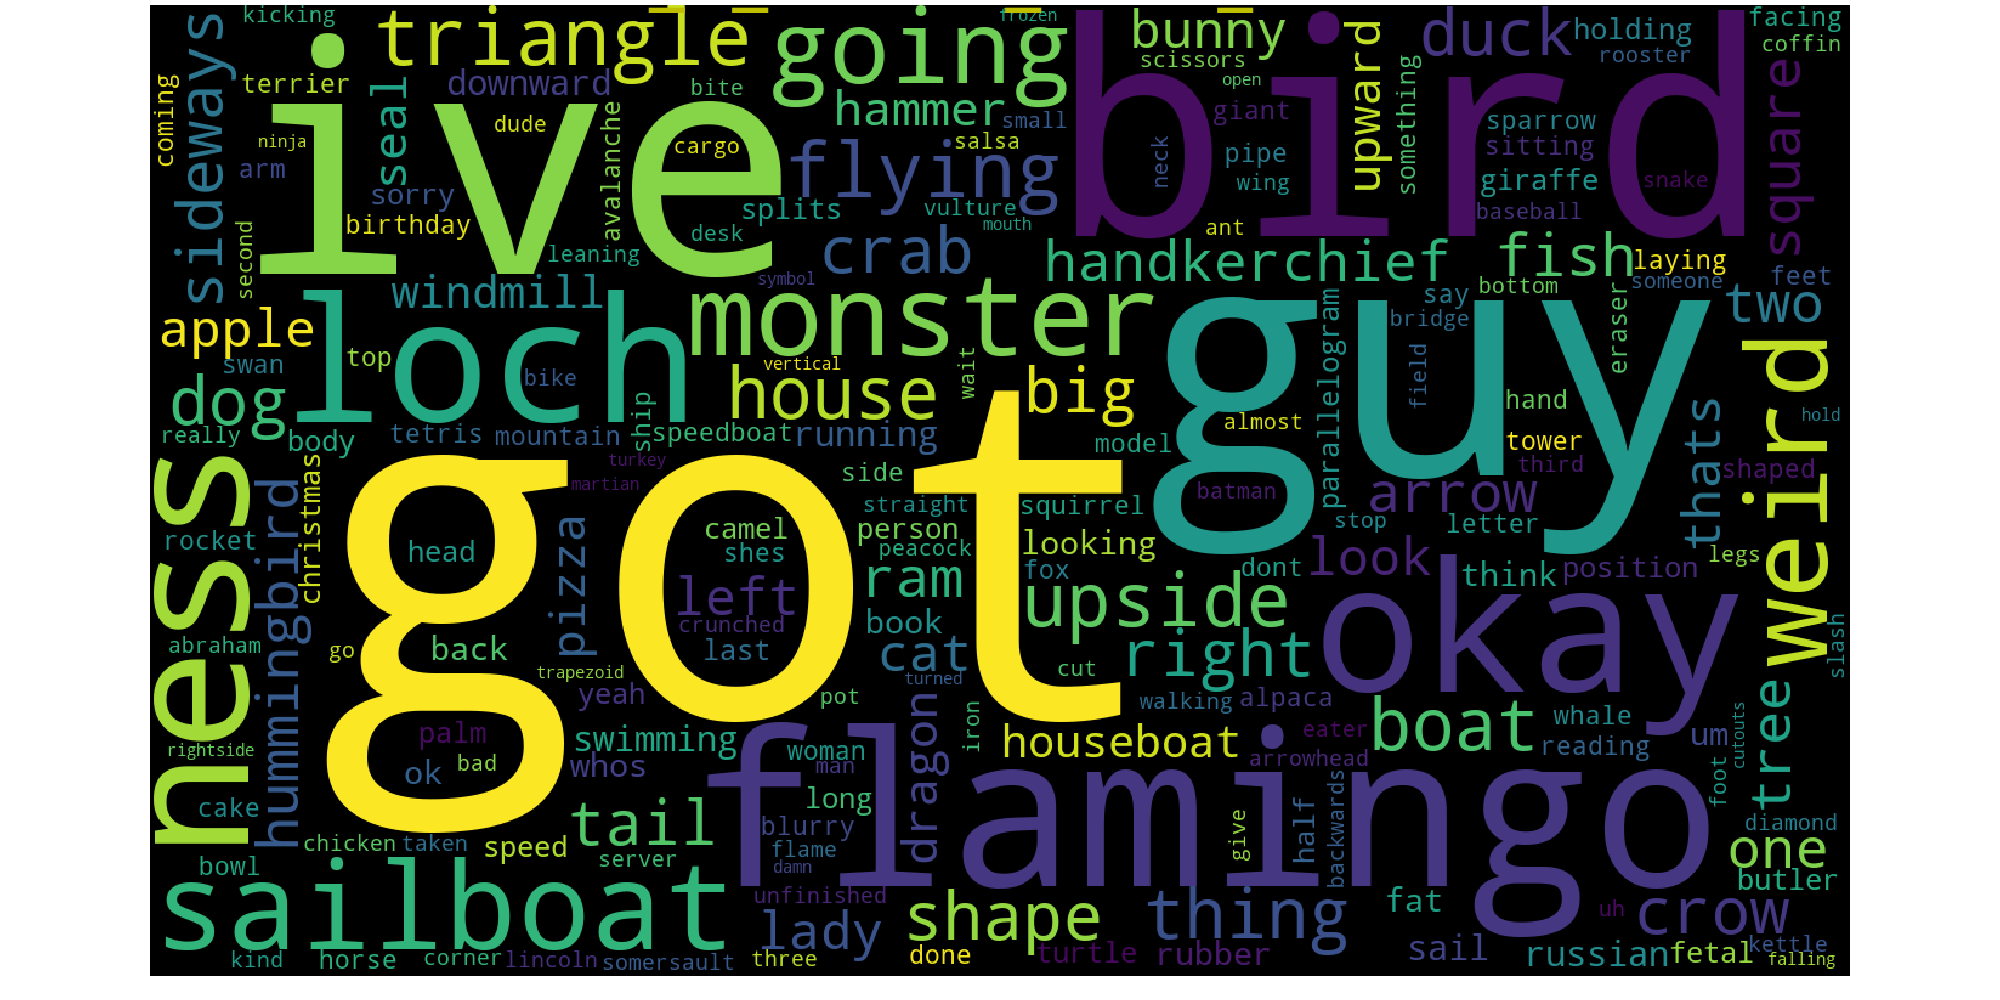 kicking
triangle
going
frozen
bird
bunny
duck
holding
facing
coffin
rooster
scissors
open
sideways
coming
terrier
downward
bite
hammer
small
giant
upward
something
sparrow
square
ive
seal
dude
avalanche
cargo
flying
salsa
neck
pipe
sitting
ninja
arm
sorry
wing
giraffe
snake
birthday
splits
vulture
mouth
baseball
second
leaning
desk
crab
ant
handkerchief
fish
laying
someone
feet
symbol
bottom
windmill
loch
monster
guy
say
bridge
eraser
two
apple
top
swan
bike
vertical
wait
parallelogram
field
weird
dog
house
big
hand
hold
really
body
tetris
mountain
ship
speedboat
running
model
almost
tower
thats
turkey
martian
side
third
shaped
ness
hummingbird
christmas
got
straight
squirrel
batman
arrow
stop
letter
rocket
head
pizza
camel
person
shes
peacock
looking
fox
dont
look
think
position
legs
left
ram
upside
okay
abraham
go
back
crunched
last
book
cat
right
cut
slash
trapezoid
turned
yeah
pot
walking
alpaca
tree
rightside
palm
swimming
dragon
iron
houseboat
eater
boat
whale
um
cutouts
ok
bad
whos
woman
man
flamingo
arrowhead
reading
foot
cake
tail
long
blurry
give
half
backwards
diamond
chicken
taken
speed
server
flame
damn
one
bowl
sailboat
unfinished
butler
lady
shape
thing
fat
uh
crow
kind
horse
corner
lincoln
somersault
three
done
turtle
rubber
sail
russian
fetal
kettle
falling